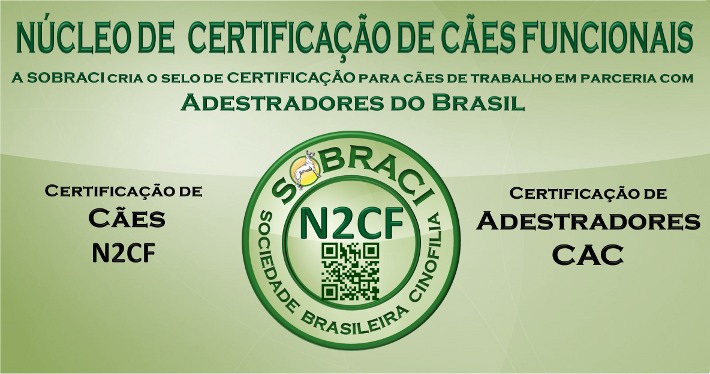 NÚCLEO DE CERTIFICAÇÃO DE CÃES FUNCIONAIS
A SOBRACI CRIA O SELO DE CERTIFICAÇÃO PARA CÃES DE TRABALHO EM PARCERIA COM
ADESTRADORES DO BRASIL
CERTIFICAÇÃO DE
CÃES
N2CF
SOBRACI
N2CF
SOCIEDADE BRASILEIRA CINOFILIA
CERTIFICAÇÃO DE
ADESTRADORES
CAC